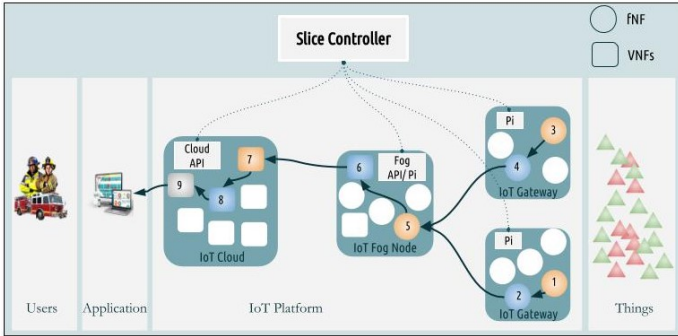 Slice Controller
fNF
VNFs
Cloud
API
7
9
8
IoT Cloud
6
Fog
API/ Pi
5
IoT Fog Node
Pi
3
4
IoT Gateway
Pi
2
1
IoT Gateway
Users
Application
IoT Platform
Things